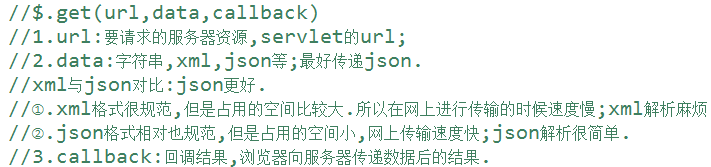 //$.get(url,data,callback)
//1.url:要请求的服务器资源,servlet的url;
//2.data:字符串,xml,json等;最好传递json.
//xml与json对比:json更好.
//①.xml格式很规范,但是占用的空间比较大.所以在网上进行传输的时候速度慢;xml解析麻烦
//②.json格式相对也规范,但是占用的空间小,网上传输速度快;json解析很简单.
//3.callback:回调结果,浏览器向服务器传递数据后的结果.